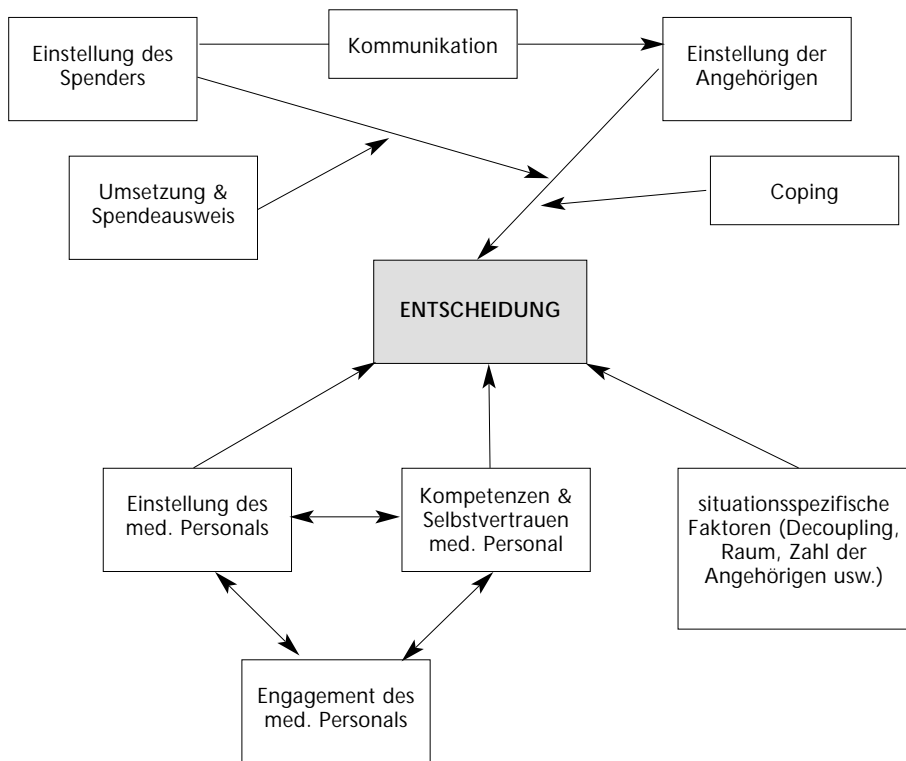 Einstellung des
Spenders
Kommunikation
Einstellung der
Angehörigen
Umsetzung &
Spendeausweis
Coping
ENTSCHEIDUNG
Einstellung des
med. Personals
Kompetenzen &
Selbstvertrauen
med. Personal
situationsspezifische
Faktoren (Decoupling,
Raum, Zahl der
Angehörigen usw.)
Engagement des
med. Personals